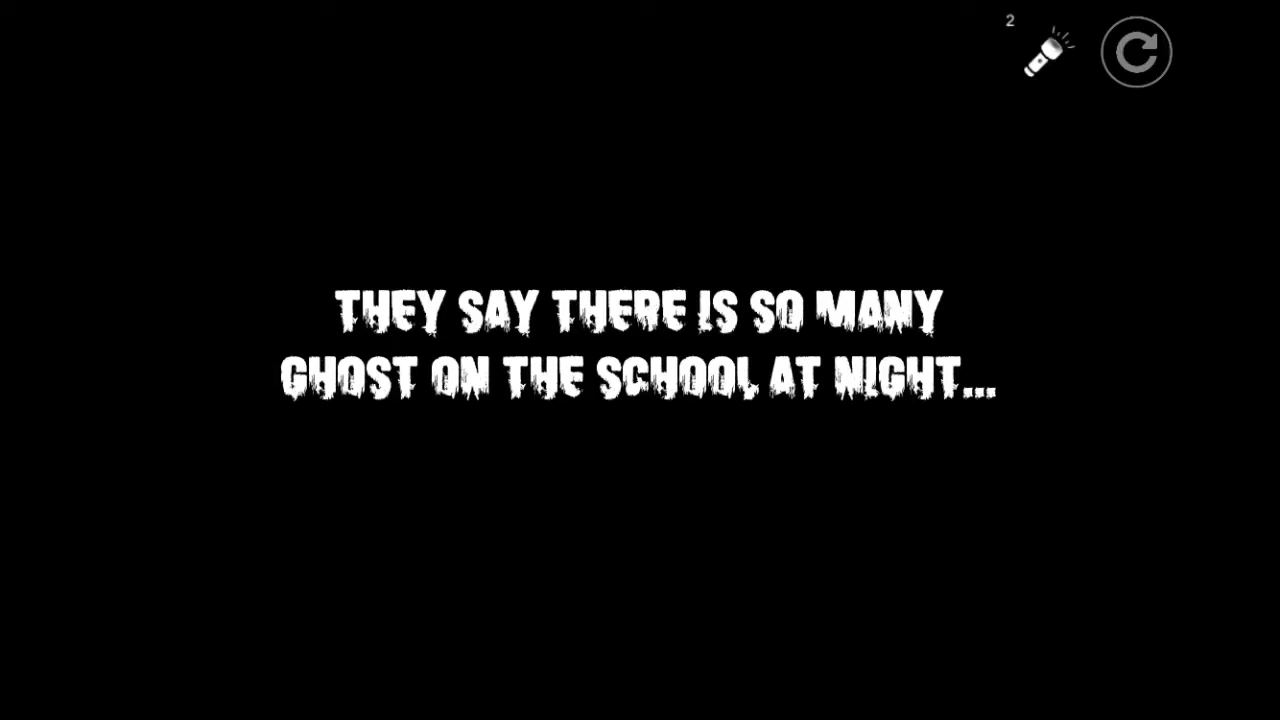 2
THEY SAY THERE IS SO MANY
GHOST ON THE SCHOOL AT NIGHT...